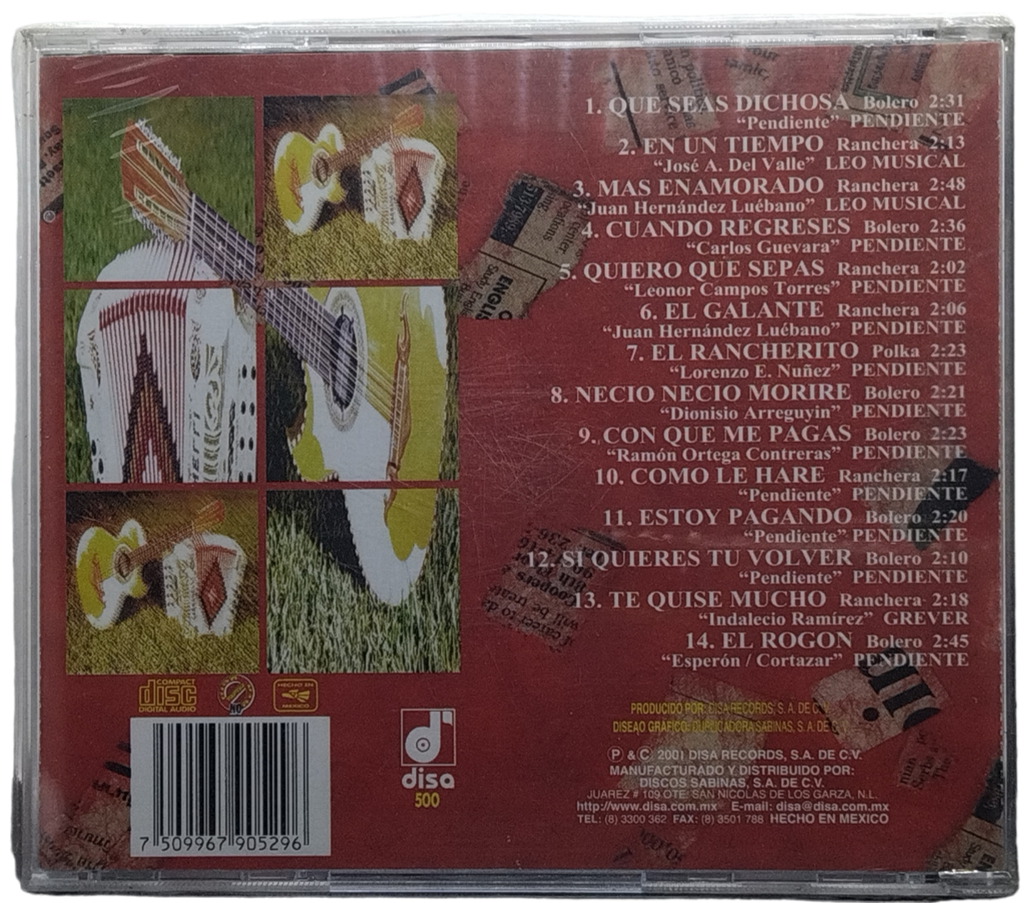 1. QUE SEAS DICHOSA Bolero 2:31
"Pendiente" PENDIENTE
2. EN UN TIEMPO Ranchera 2:13
"José A. Del Valle" LEO MUSICAL
3. MAS ENAMORADO Ranchera 2:48
"Juan Hernández Luébano" LEO MUSICAL
4. CUANDO REGRESES Bolero 2:36
"Carlos Guevara" PENDIENTE
5. QUIERO QUE SEPAS Ranchera 2:02
"Leonor Campos Torres" PENDIENTE
6. EL GALANTE Ranchera 2:06
"Juan Hernández Luébano" PENDIENTE
7. EL RANCHERITO Polka 2:23
"Lorenzo E. Nuñez" PENDIENTE
8. NECIO NECIO MORIRE Bolero 2:21
"Dionisio Arreguyin" PENDIENTE
9. CON QUE ME PAGAS Bolero 2:23
"Ramón Ortega Contreras" PENDIENTE
10. COMO LE HARE Ranchera 2:17
"Pendiente" PENDIENTE
11. ESTOY PAGANDO Bolero 2:20
"Pendiente" PENDIENTE
12. SI QUIERES TU VOLVER Bolero 2:10
"Pendiente" PENDIENTE
13. TE QUISE MUCHO Ranchera 2:18
"Indalecio Ramírez" GREVER
14. EL ROGON Bolero 2:45
"Esperón / Cortazar" PENDIENTE
COMPACT
disc
DIGITAL AUDIO
NO
HECHO EN
MEXICO
disa
500
7 509967 905296
PRODUCIDO POR: DISA RECORDS, S. A. DE C.V.
DISEAO GRÁFICO: DUPLICADORA SABINAS, S. A. DE C.V.
P & C 2001 DISA RECORDS, S.A. DE C.V.
MANUFACTURADO Y DISTRIBUIDO POR:
DISCOS SABINAS, S.A. DE C.V.
JUAREZ # 109 OTE. SAN NICOLAS DE LOS GARZA, N.L.
http://www.disa.com.mx E-mail: disa@disa.com.mx
TEL: (8) 3300 362 FAX: (8) 3501 788 HECHO EN MEXICO